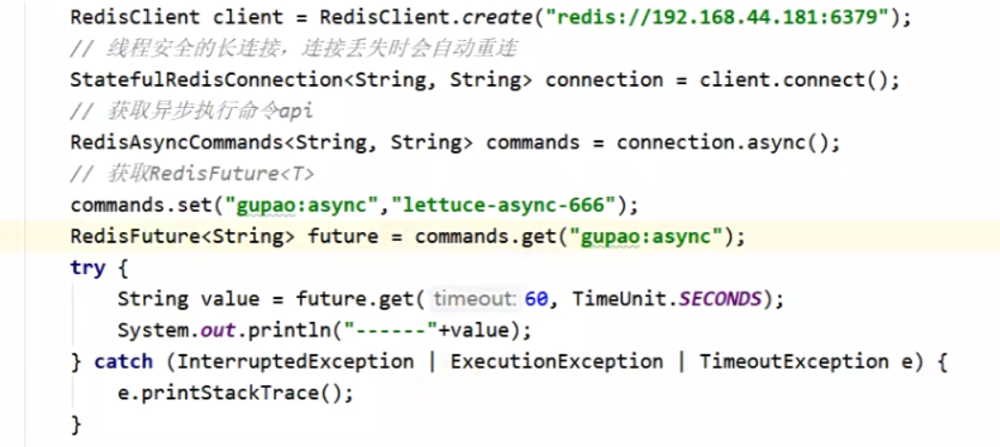 RedisClient client = RedisClient.create("redis://192.168.44.181:6379");
// 线程安全的长连接，连接丢失时会自动重连
StatefulRedisConnection<String, String> connection = client.connect();
// 获取异步执行命令api
RedisAsyncCommands<String, String> commands = connection.async();
// 获取RedisFuture<T>
commands.set("gupao:async","lettuce-async-666");
RedisFuture<String> future = commands.get("gupao:async");
try {
    String value = future.get( timeout: 60, TimeUnit.SECONDS);
    System.out.println("------"+value);
} catch (InterruptedException | ExecutionException | TimeoutException e) {
    e.printStackTrace();
}